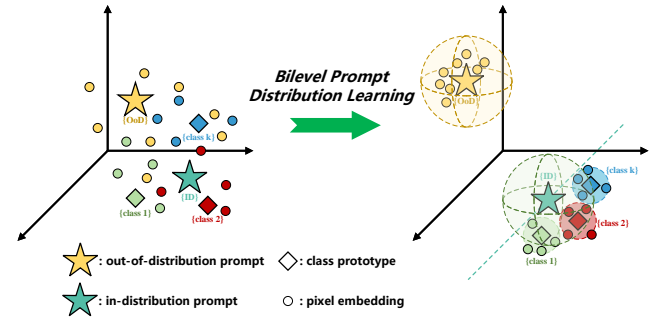 Bilevel Prompt
Distribution Learning
{OoD}
{class k}
{ID}
{class 1}
{class 2}
{OoD}
{ID}
{class k}
{class 2}
{class 1}
: out-of-distribution prompt
: class prototype
: in-distribution prompt
: pixel embedding